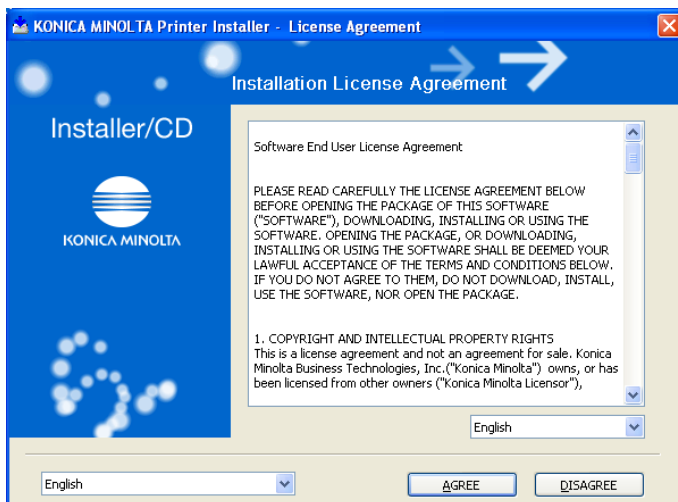 KONICA MINOLTA Printer Installer - License Agreement
Installation License Agreement
Installer/CD
KONICA MINOLTA
Software End User License Agreement
PLEASE READ CAREFULLY THE LICENSE AGREEMENT BELOW
BEFORE OPENING THE PACKAGE OF THIS SOFTWARE
("SOFTWARE"), DOWNLOADING, INSTALLING OR USING THE
SOFTWARE. OPENING THE PACKAGE, OR DOWNLOADING,
INSTALLING OR USING THE SOFTWARE SHALL BE DEEMED YOUR
LAWFUL ACCEPTANCE OF THE TERMS AND CONDITIONS BELOW.
IF YOU DO NOT AGREE TO THEM, DO NOT DOWNLOAD, INSTALL,
USE THE SOFTWARE, NOR OPEN THE PACKAGE.
1. COPYRIGHT AND INTELLECTUAL PROPERTY RIGHTS
This is a license agreement and not an agreement for sale. Konica
Minolta Business Technologies, Inc.("Konica Minolta") owns, or has
been licensed from other owners ("Konica Minolta Licensor"),
English
English
AGREE
DISAGREE